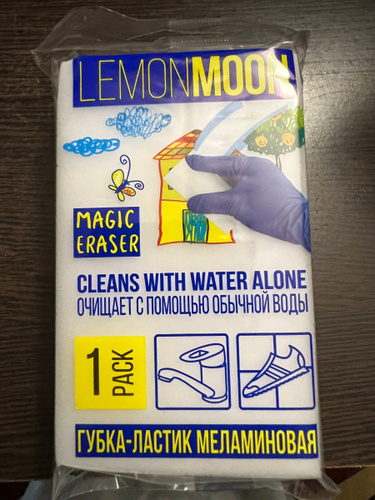 LEMONMOON
MAGIC
ERASER
CLEANS WITH WATER ALONE
ОЧИЩАЕТ С ПОМОЩЬЮ ОБЫЧНОЙ ВОДЫ
1 PACK
ГУБКА-ЛАСТИК МЕЛАМИНОВАЯ